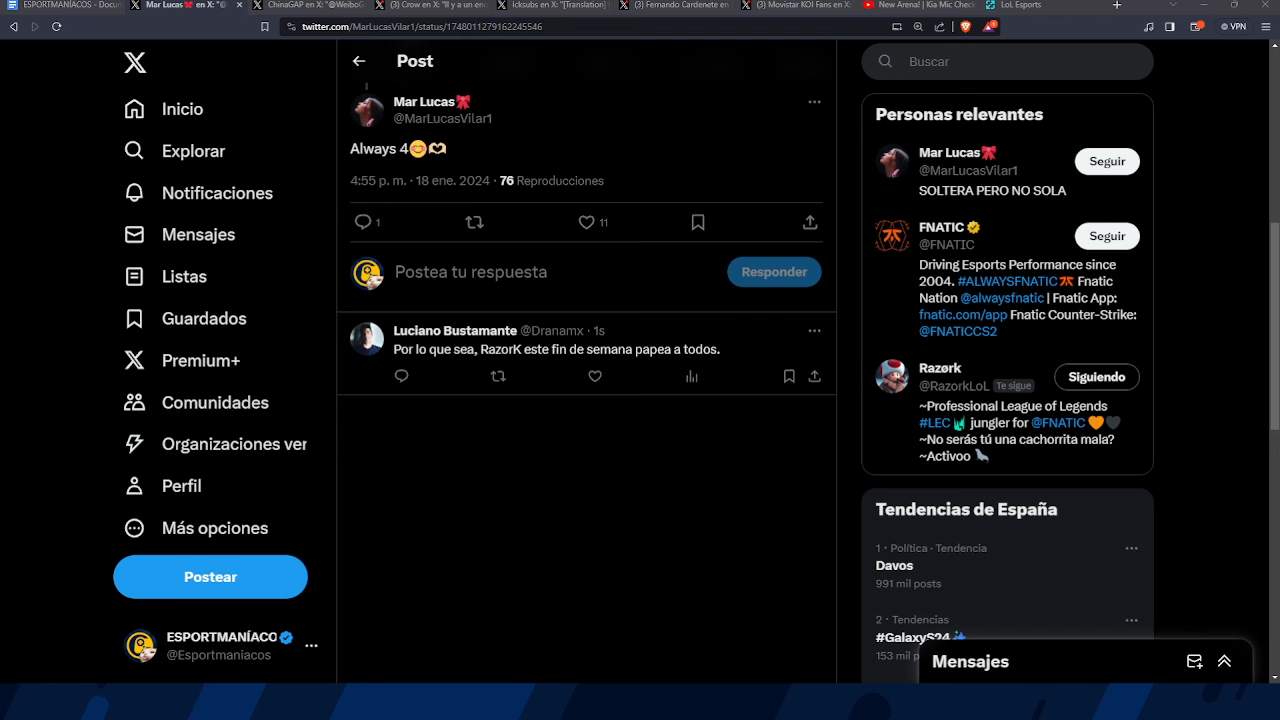 ESPORTMANÍACOS - Docum
Mar Lucas🎀 en X: "@
ChinaGAP en X: "@WeiboG
(3) Crow en X: "Il y a un eno
Icksubs en X: "[Translation]
(3) Fernando Cardenete en
(3) Movistar KOI Fans en X:
New Arena! | Kia Mic Check
LoL Esports
twitter.com/MarLucasVilar1/status/1748011279162245546
VPN
Inicio
Explorar
Notificaciones
Mensajes
Listas
Guardados
Premium+
Comunidades
Organizaciones ver
Perfil
Más opciones
Postear
ESPORTMANÍACO
@Esportmaniacos
Post
Mar Lucas🎀
@MarLucasVilar1
Always 4😊🫶
4:55 p. m. · 18 ene. 2024 · 76 Reproducciones
1
11
Postea tu respuesta
Responder
Luciano Bustamante @Dranamx · 1s
Por lo que sea, RazorK este fin de semana papea a todos.
Buscar
Personas relevantes
Mar Lucas🎀
@MarLucasVilar1
Seguir
SOLTERA PERO NO SOLA
FNATIC
@FNATIC
Seguir
Driving Esports Performance since
2004. #ALWAYSFNATIC Fnatic
Nation @alwaysfnatic | Fnatic App:
fnatic.com/app Fnatic Counter-Strike:
@FNATICCS2
Razørk
@RazorkLoL Te sigue
Siguiendo
~Professional League of Legends
#LEC jungler for @FNATIC 🧡🖤
~No serás tú una cachorrita mala?
~Activoo 🦭
Tendencias de España
1 · Política · Tendencia
Davos
991 mil posts
2 · Tendencias
#GalaxyS24
153 mil p
Mensajes